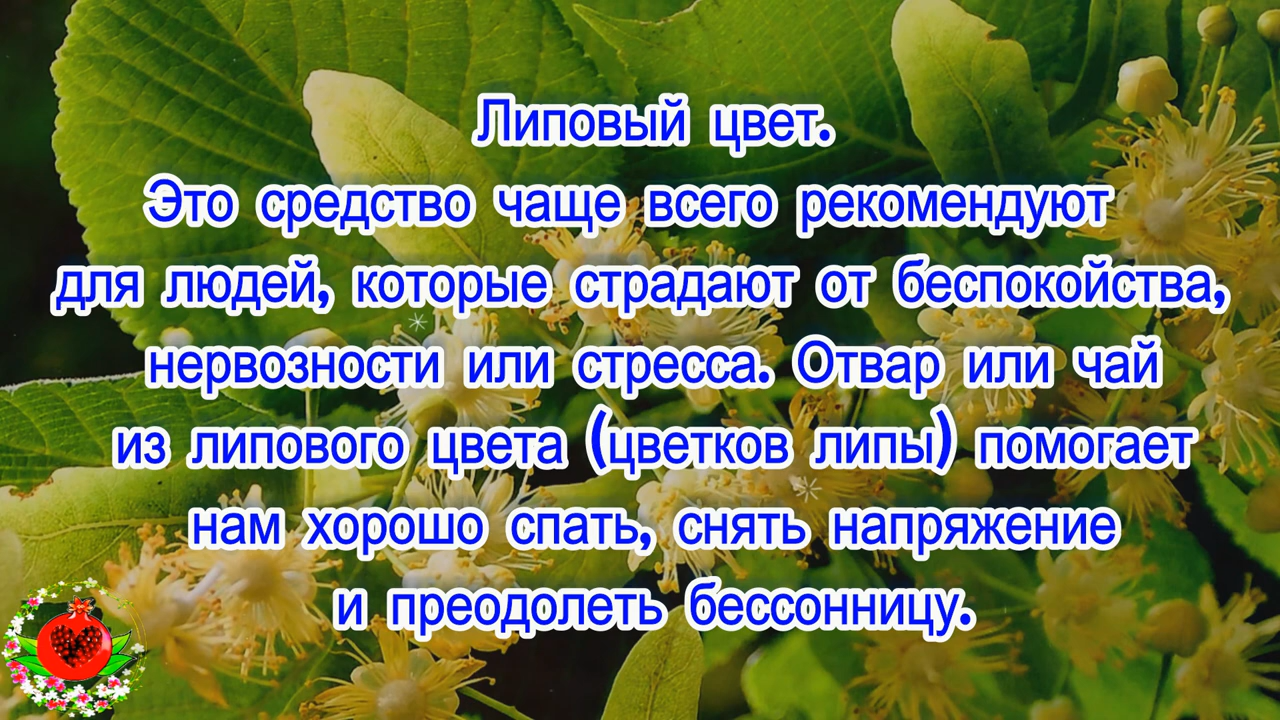 Липовый цвет.
Это средство чаще всего рекомендуют
для людей, которые страдают от беспокойства,
нервозности или стресса. Отвар или чай
из липового цвета (цветков липы) помогает
нам хорошо спать, снять напряжение
и преодолеть бессонницу.